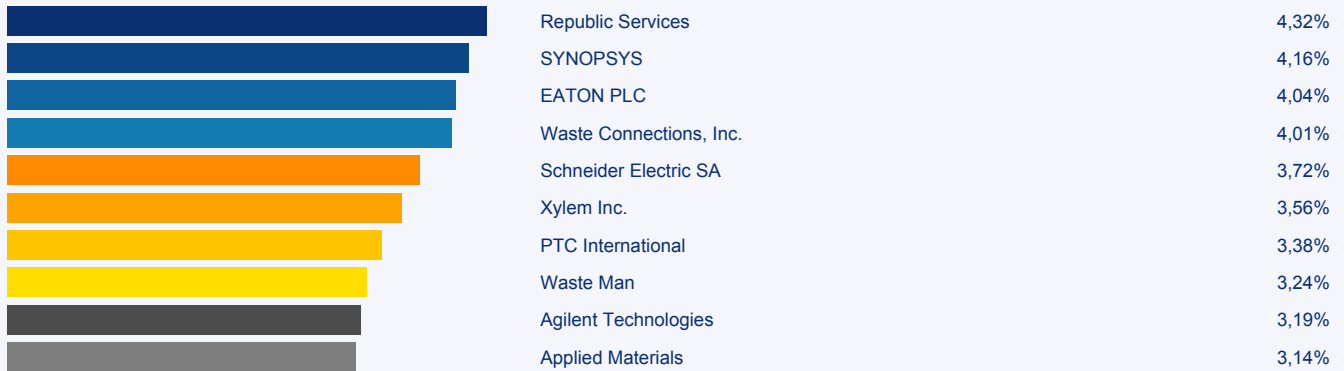 Republic Services 4,32%
SYNOPSYS 4,16%
EATON PLC 4,04%
Waste Connections, Inc. 4,01%
Schneider Electric SA 3,72%
Xylem Inc. 3,56%
PTC International 3,38%
Waste Man 3,24%
Agilent Technologies 3,19%
Applied Materials 3,14%